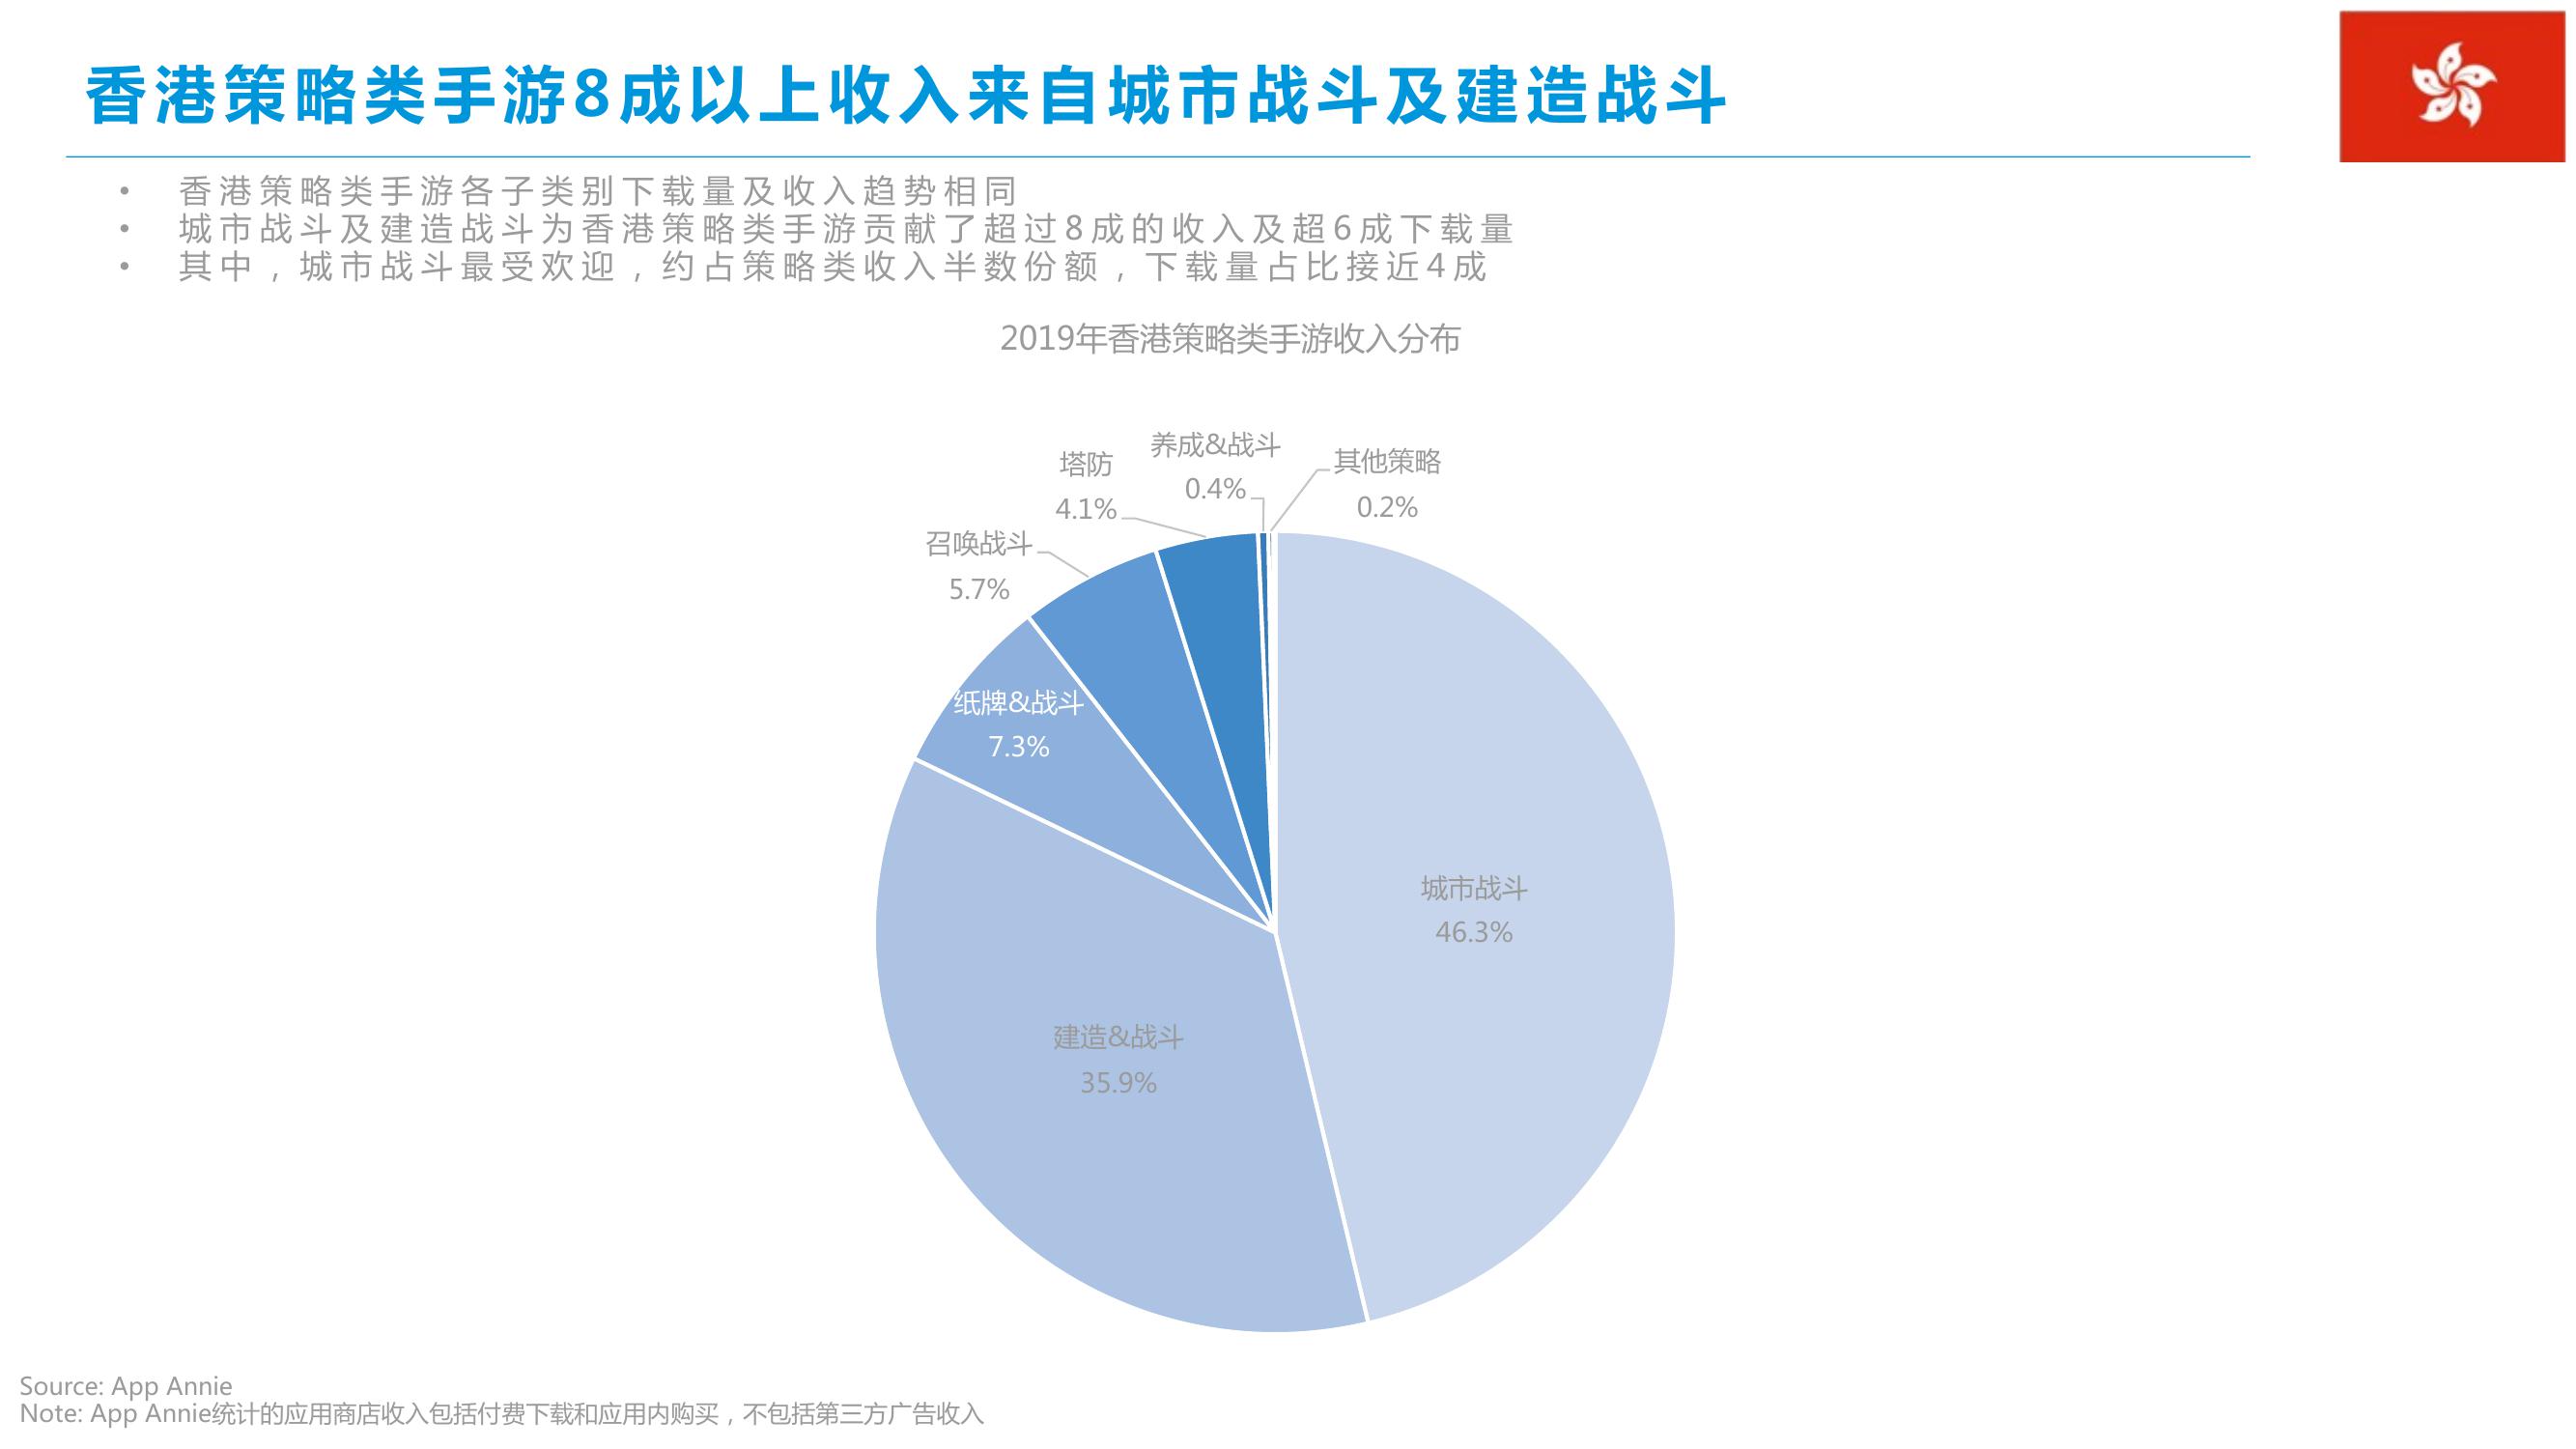 香港策略类手游8成以上收入来自城市战斗及建造战斗
• 香港策略类手游各子类别下载量及收入趋势相同
• 城市战斗及建造战斗为香港策略类手游贡献了超过8成的收入及超6成下载量
• 其中，城市战斗最受欢迎，约占策略类收入半数份额，下载量占比接近4成
2019年香港策略类手游收入分布
养成&战斗
0.4%
其他策略
0.2%
塔防
4.1%
召唤战斗
5.7%
纸牌&战斗
7.3%
城市战斗
46.3%
建造&战斗
35.9%
Source: App Annie
Note: App Annie统计的应用商店收入包括付费下载和应用内购买，不包括第三方广告收入